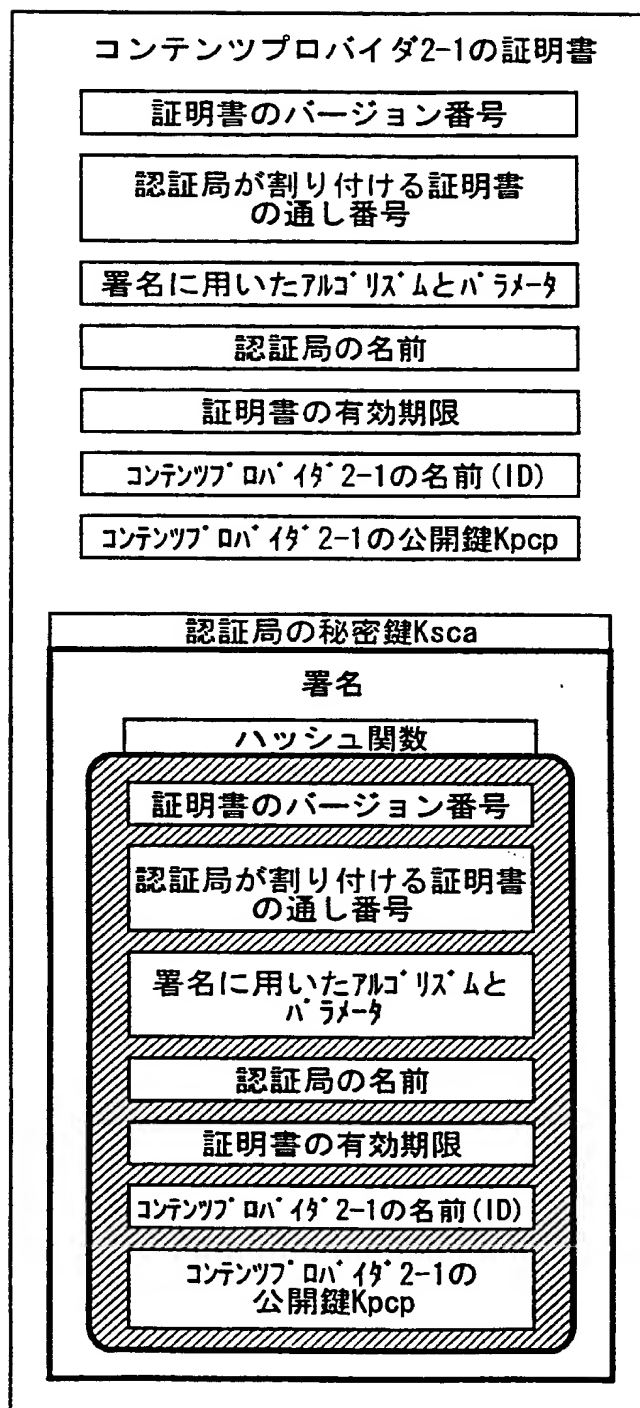 コンテンツプロバイダ2-1の証明書
証明書のバージョン番号
認証局が割り付ける証明書
の通し番号
署名に用いたｱﾙｺﾞﾘｽﾞﾑとﾊﾟﾗﾒｰﾀ
認証局の名前
証明書の有効期限
ｺﾝﾃﾝﾂﾌﾟﾛﾊﾞｲﾀﾞ2-1の名前(ID)
ｺﾝﾃﾝﾂﾌﾟﾛﾊﾞｲﾀﾞ2-1の公開鍵Kpcp
認証局の秘密鍵Ksca
署名
ハッシュ関数
証明書のバージョン番号
認証局が割り付ける証明書
の通し番号
署名に用いたｱﾙｺﾞﾘｽﾞﾑと
ﾊﾟﾗﾒｰﾀ
認証局の名前
証明書の有効期限
ｺﾝﾃﾝﾂﾌﾟﾛﾊﾞｲﾀﾞ2-1の名前(ID)
ｺﾝﾃﾝﾂﾌﾟﾛﾊﾞｲﾀﾞ2-1の
公開鍵Kpcp